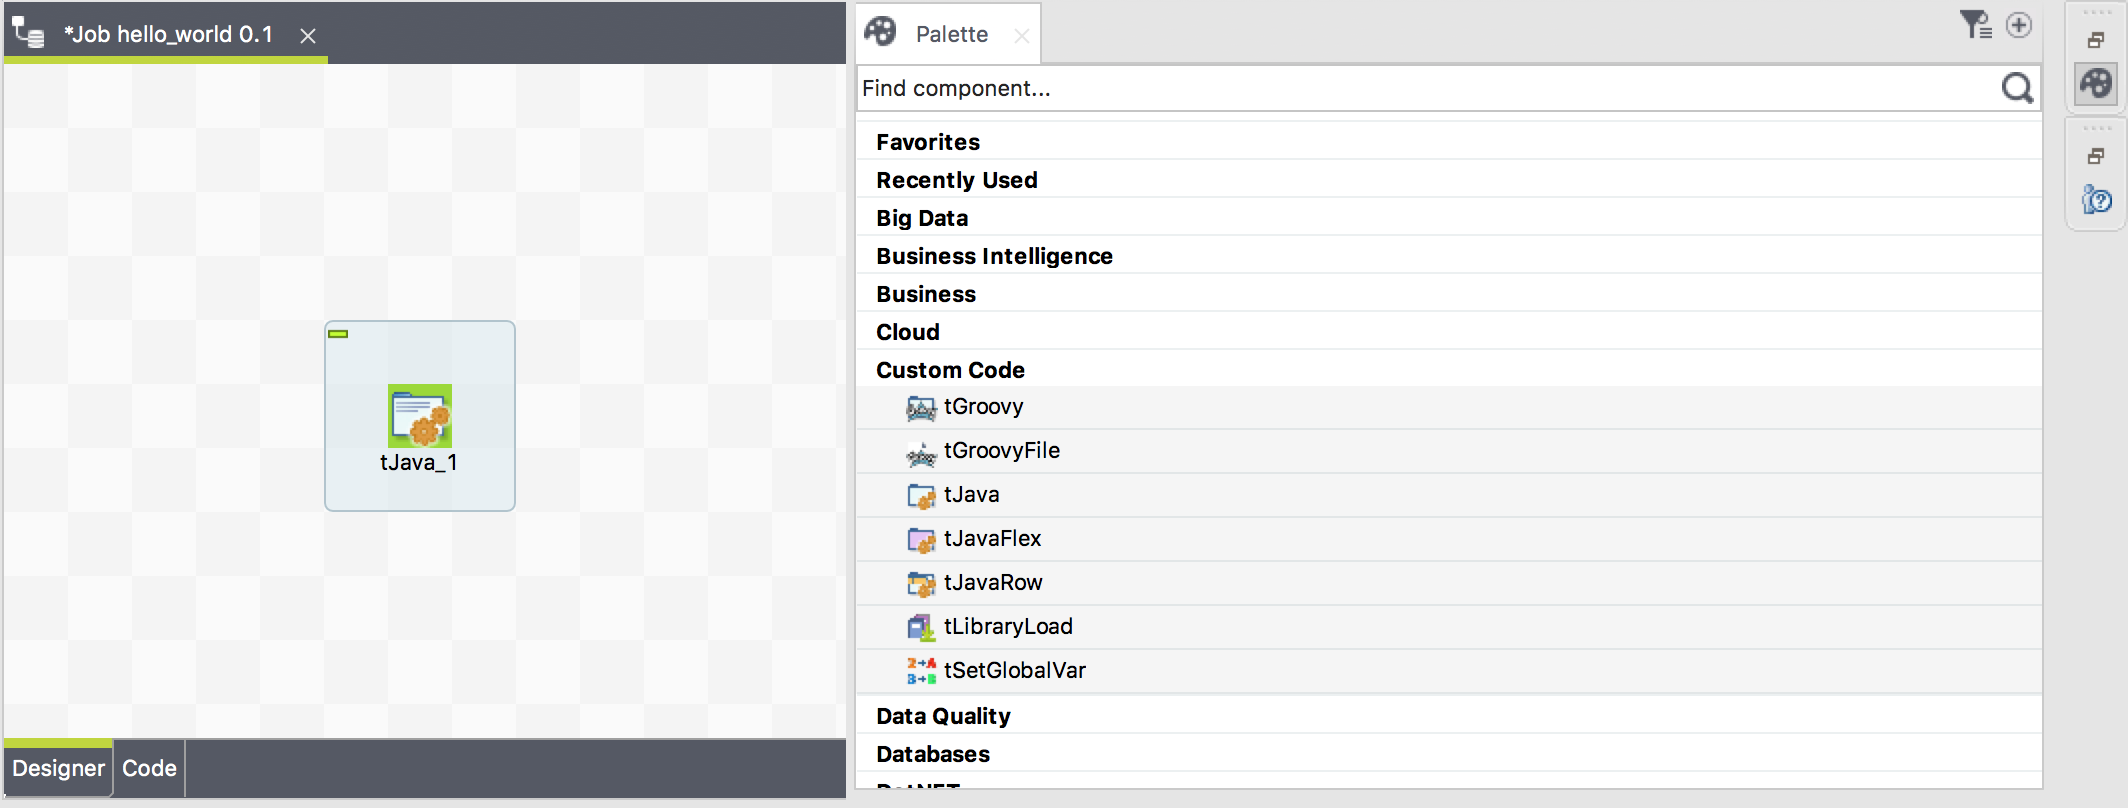 *Job hello_world 0.1
tJava_1
Designer
Code
Palette
Find component...
Favorites
Recently Used
Big Data
Business Intelligence
Business
Cloud
Custom Code
tGroovy
tGroovyFile
tJava
tJavaFlex
tJavaRow
tLibraryLoad
tSetGlobalVar
Data Quality
Databases
DotNET